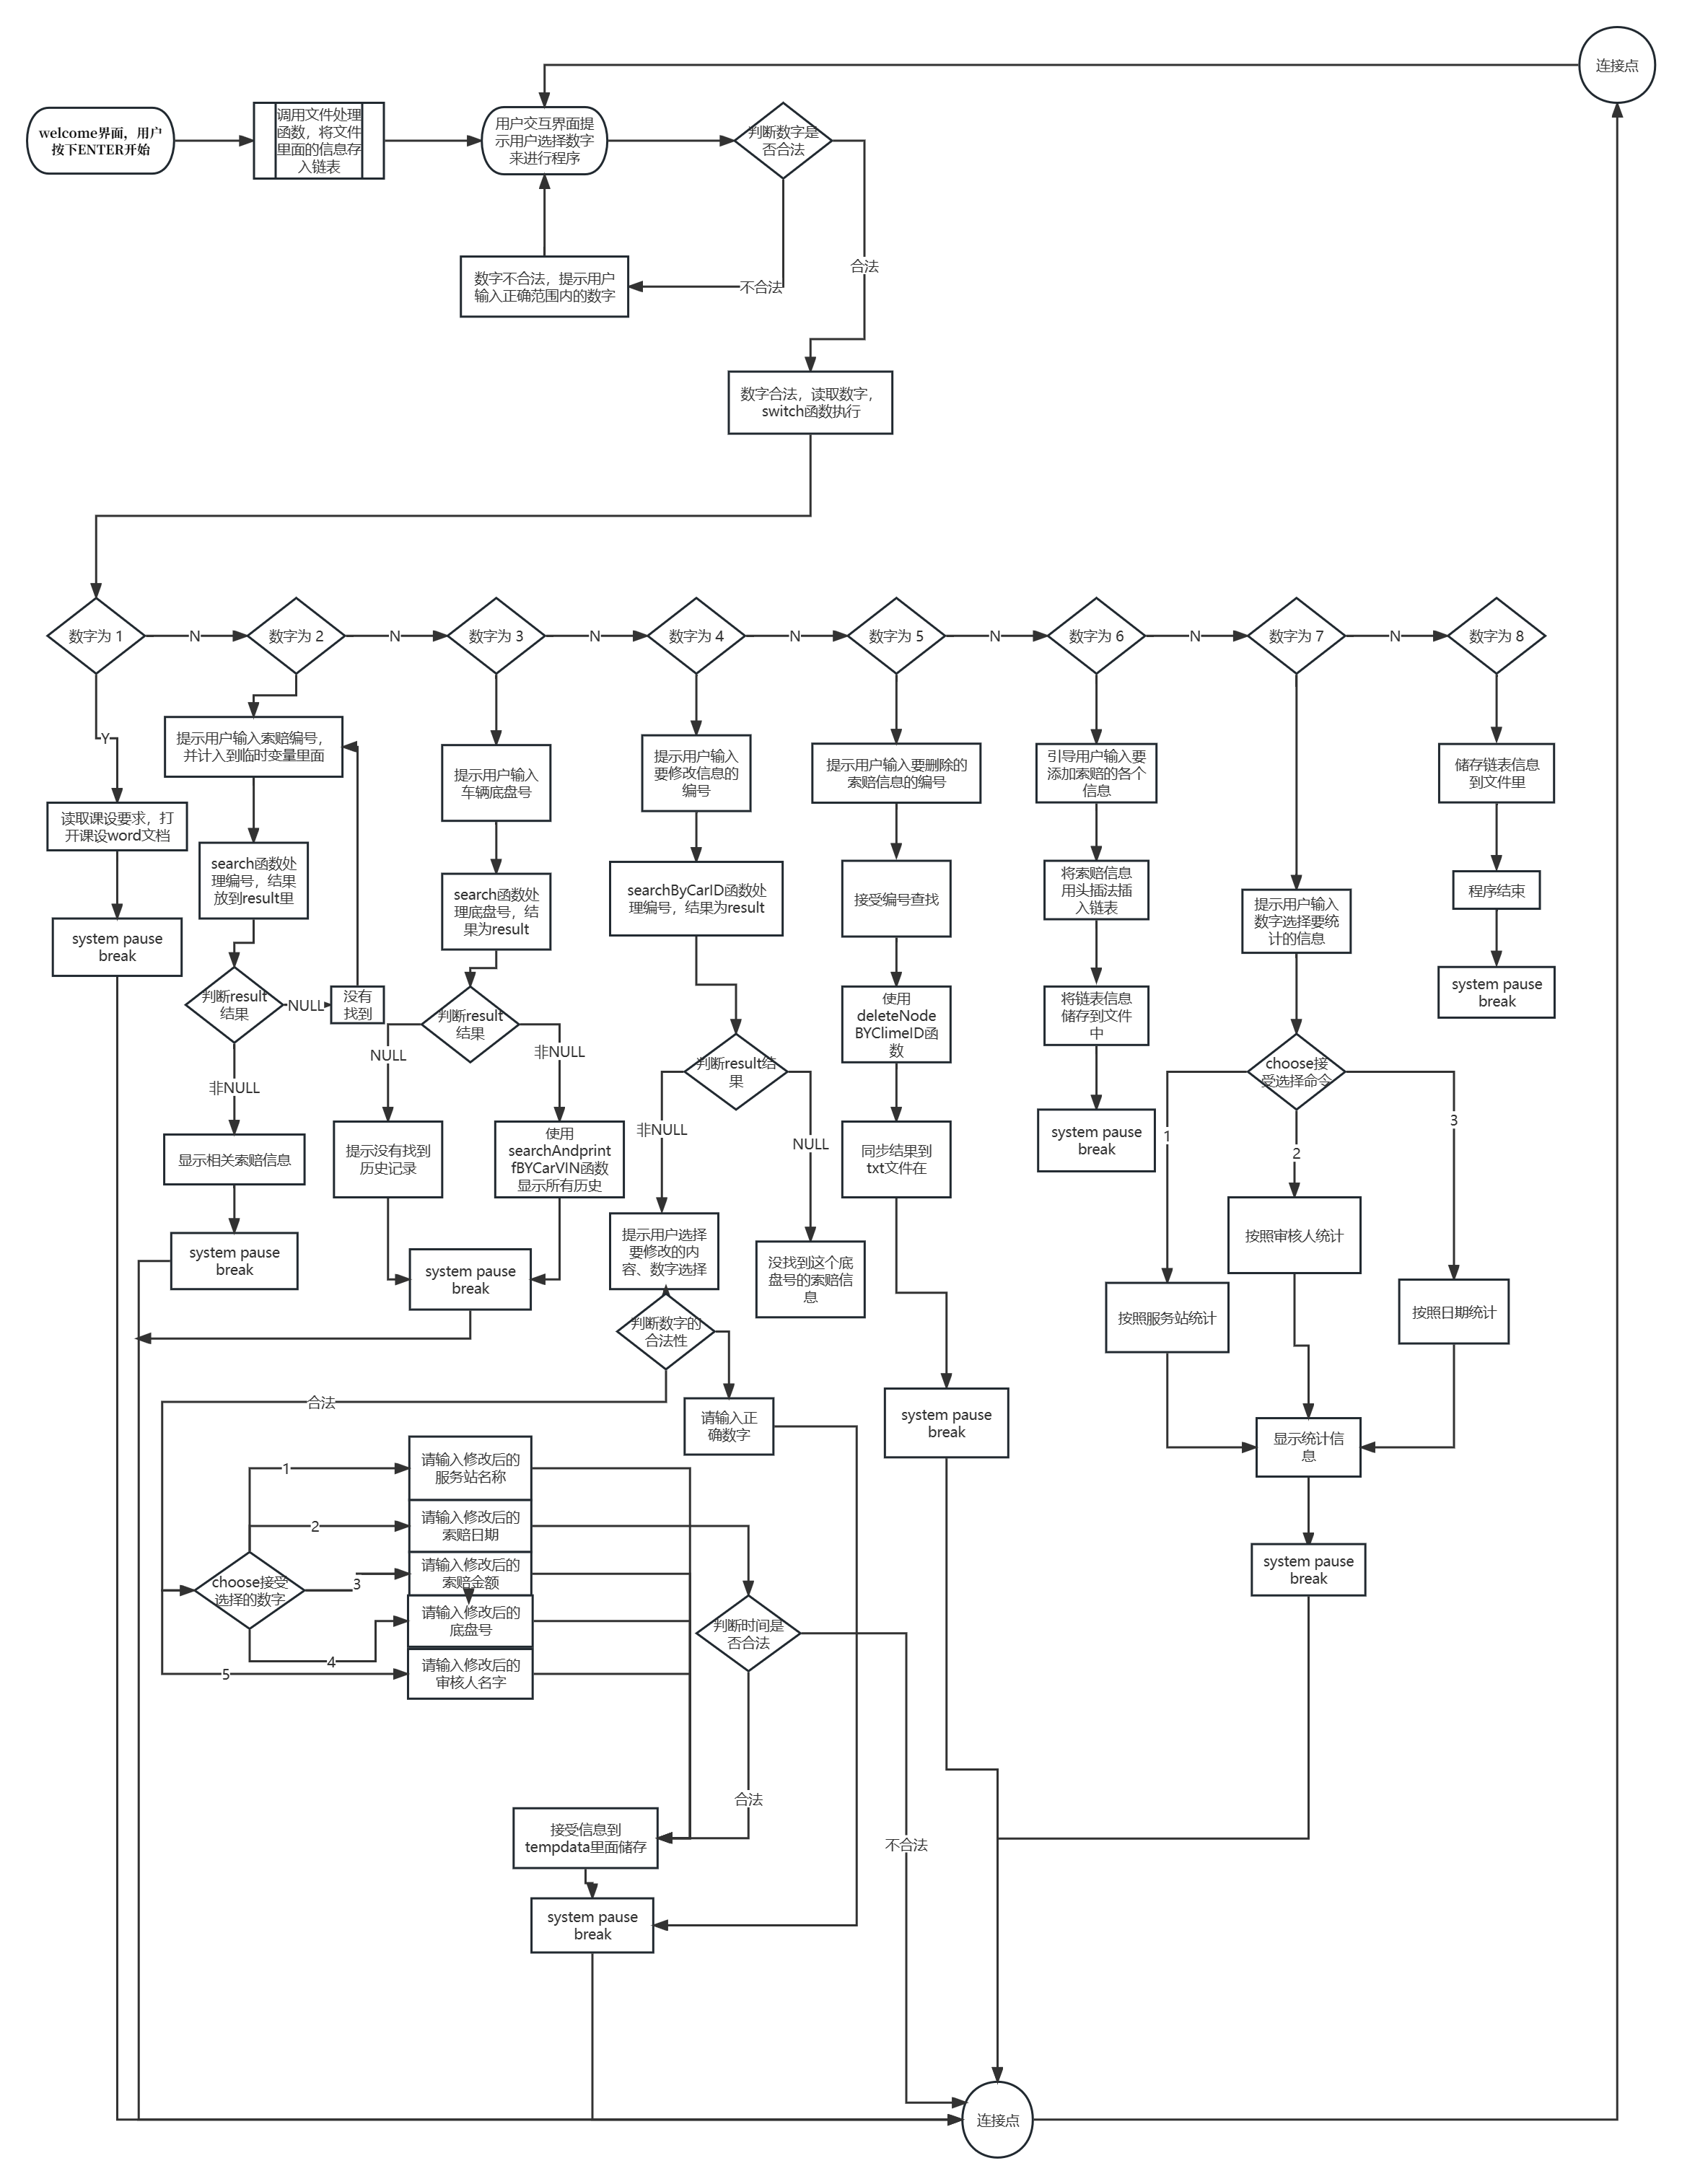 连接点
welcome界面，用户
按下ENTER开始
调用文件处理
函数，将文件
里面的信息存
入链表
用户交互界面提
示用户选择数字
来进行程序
判断数字是
否合法
合法
不合法
数字不合法，提示用户
输入正确范围内的数字
数字合法，读取数字，
switch函数执行
数字为 1
N
数字为 2
N
数字为 3
N
数字为 4
N
数字为 5
N
数字为 6
N
数字为 7
N
数字为 8
Y
读取课设要求，打
开课设word文档
system pause
break
提示用户输入索赔编号，
并计入到临时变量里面
search函数处
理编号，结果
放到result里
判断result
结果
NULL
没有
找到
非NULL
显示相关索赔信息
system pause
break
提示用户输入
车辆底盘号
search函数处
理底盘号，结
果为result
判断result
结果
NULL
非NULL
提示没有找到
历史记录
使用
searchAndprint
fBYCarVIN函数
显示所有历史
system pause
break
提示用户输入
要修改信息的
编号
searchByCarID函数处
理编号，结果为result
判断result结
果
非NULL
NULL
提示用户选择
要修改的内
容、数字选择
没找到这个底
盘号的索赔信
息
判断数字的
合法性
合法
请输入正
确数字
choose接受
选择的数字
1
请输入修改后的
服务站名称
2
请输入修改后的
索赔日期
3
请输入修改后的
索赔金额
4
请输入修改后的
底盘号
5
请输入修改后的
审核人名字
判断时间是
否合法
合法
不合法
接受信息到
tempdata里面储存
system pause
break
提示用户输入要删除的
索赔信息的编号
接受编号查找
使用
deleteNode
BYClimeID函
数
同步结果到
txt文件在
system pause
break
引导用户输入要
添加索赔的各个
信息
将索赔信息
用头插法插
入链表
将链表信息
储存到文件
中
system pause
break
提示用户输入
数字选择要统
计的信息
choose接
受选择命令
1
2
3
按照服务站统计
按照审核人统计
按照日期统计
显示统计信
息
system pause
break
储存链表信息
到文件里
程序结束
system pause
break
连接点